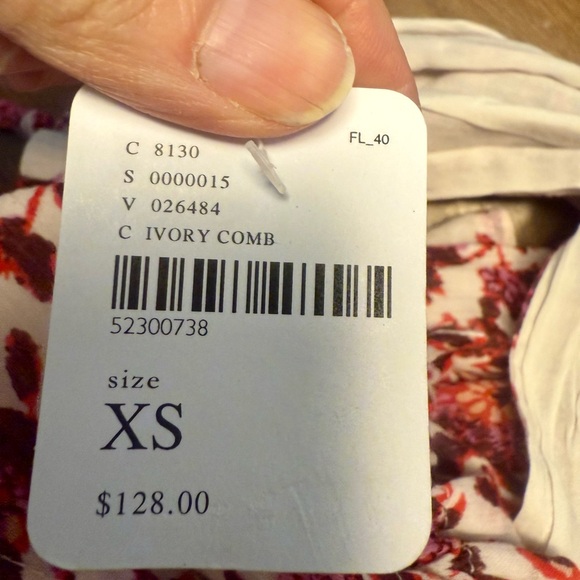 FL_40
C 8130
S 0000015
V 026484
C IVORY COMB
52300738
size
XS
$128.00